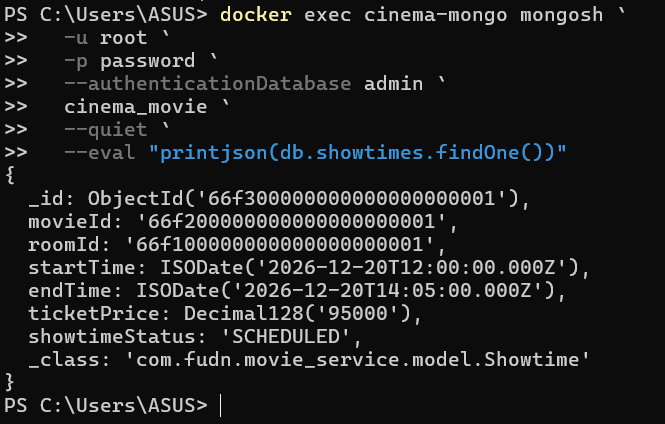 PS C:\Users\ASUS> docker exec cinema-mongo mongosh `
>>   -u root `
>>   -p password `
>>   --authenticationDatabase admin `
>>   cinema_movie `
>>   --quiet `
>>   --eval "printjson(db.showtimes.findOne())"
{
  _id: ObjectId('66f300000000000000000001'),
  movieId: '66f200000000000000000001',
  roomId: '66f100000000000000000001',
  startTime: ISODate('2026-12-20T12:00:00.000Z'),
  endTime: ISODate('2026-12-20T14:05:00.000Z'),
  ticketPrice: Decimal128('95000'),
  showtimeStatus: 'SCHEDULED',
  _class: 'com.fudn.movie_service.model.Showtime'
}
PS C:\Users\ASUS>